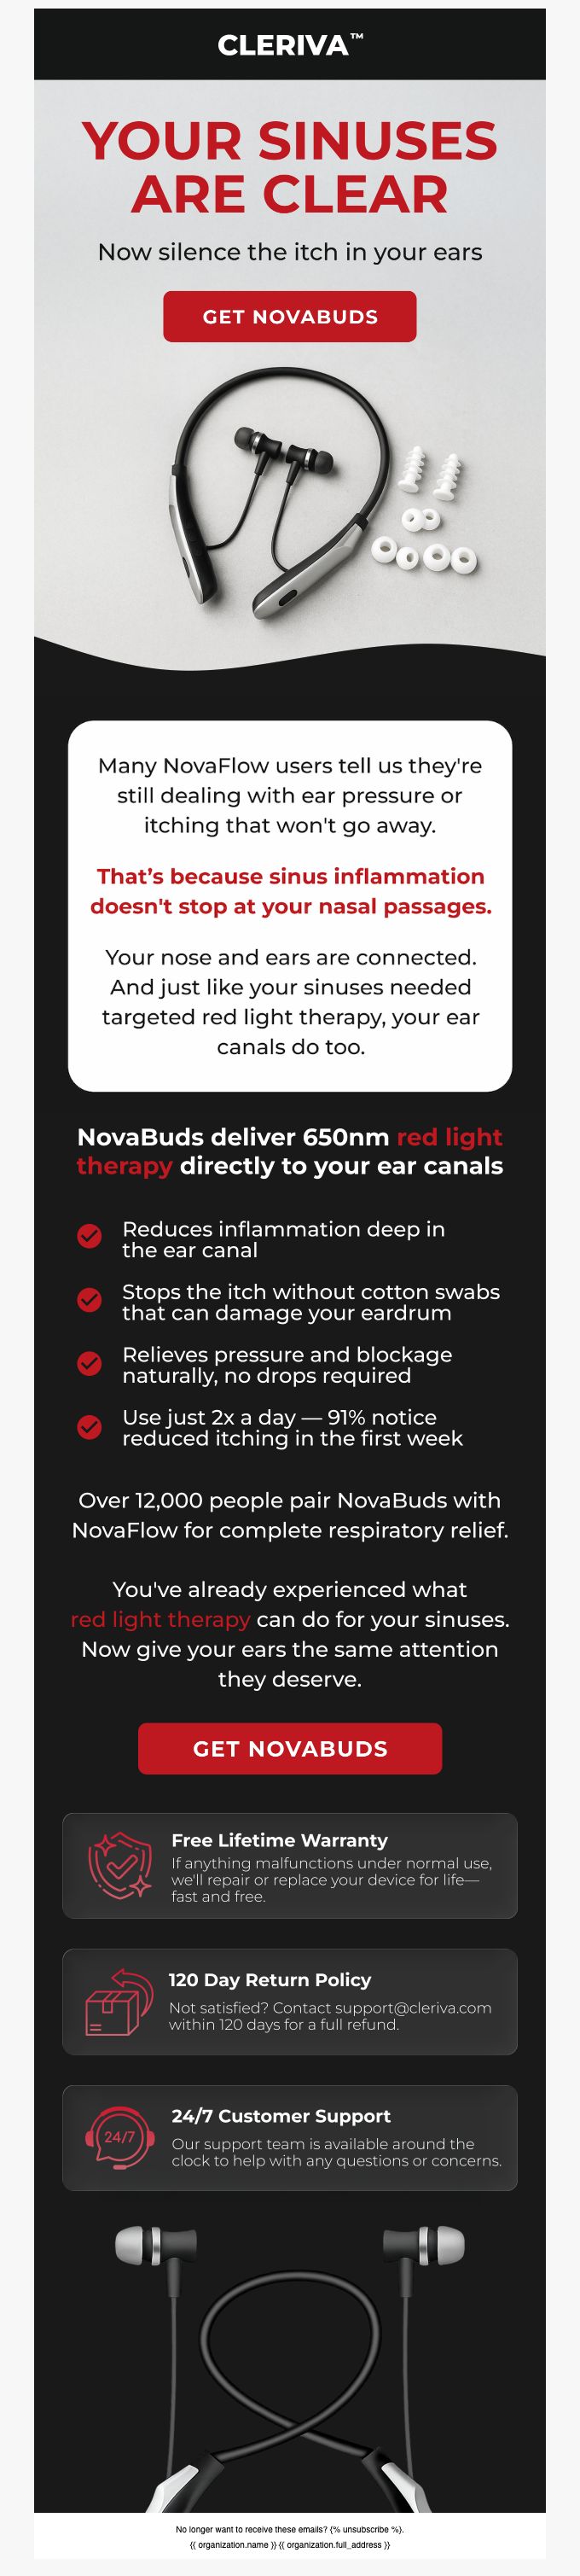 CLERIVA™
YOUR SINUSES
ARE CLEAR
Now silence the itch in your ears
GET NOVABUDS
Many NovaFlow users tell us they're
still dealing with ear pressure or
itching that won't go away.
That’s because sinus inflammation
doesn't stop at your nasal passages.
Your nose and ears are connected.
And just like your sinuses needed
targeted red light therapy, your ear
canals do too.
NovaBuds deliver 650nm red light
therapy directly to your ear canals
Reduces inflammation deep in
the ear canal
Stops the itch without cotton swabs
that can damage your eardrum
Relieves pressure and blockage
naturally, no drops required
Use just 2x a day — 91% notice
reduced itching in the first week
Over 12,000 people pair NovaBuds with
NovaFlow for complete respiratory relief.
You've already experienced what
red light therapy can do for your sinuses.
Now give your ears the same attention
they deserve.
GET NOVABUDS
Free Lifetime Warranty
If anything malfunctions under normal use,
we'll repair or replace your device for life—
fast and free.
120 Day Return Policy
Not satisfied? Contact support@cleriva.com
within 120 days for a full refund.
24/7
24/7 Customer Support
Our support team is available around the
clock to help with any questions or concerns.
No longer want to receive these emails? {% unsubscribe %}.
{{ organization.name }} {{ organization.full_address }}